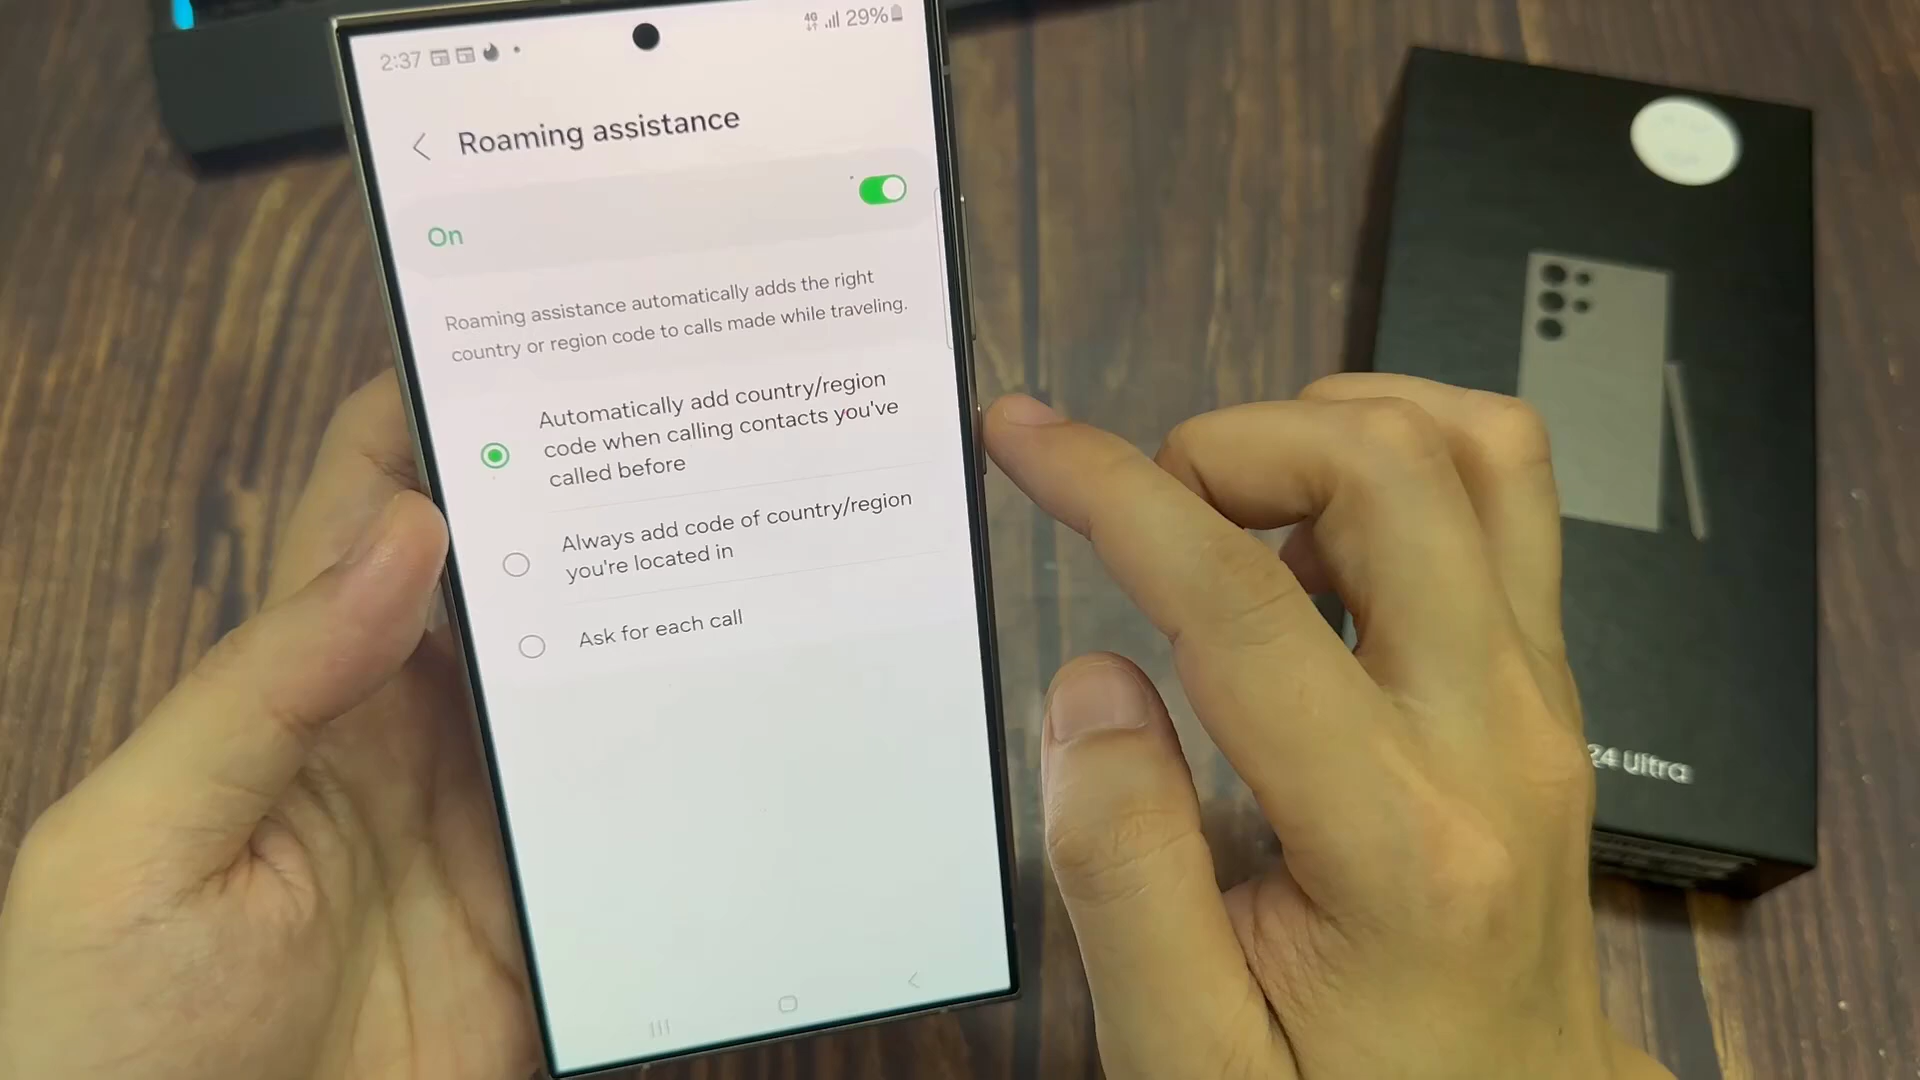 2:37
4G 29%
Roaming assistance
On
Roaming assistance automatically adds the right
country or region code to calls made while traveling.
Automatically add country/region
code when calling contacts you've
called before
Always add code of country/region
you're located in
Ask for each call
24 Ultra